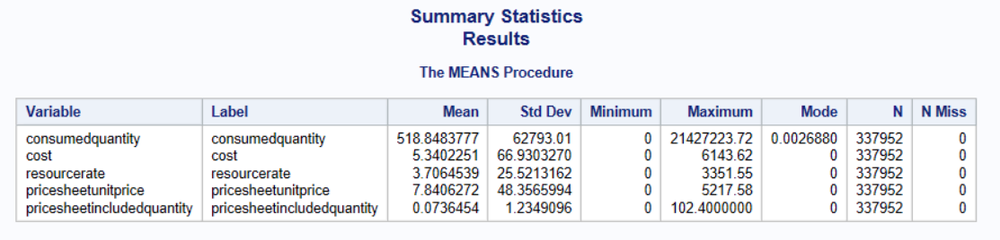 Summary Statistics
Results
The MEANS Procedure
Variable Label Mean Std Dev Minimum Maximum Mode N N Miss
consumedquantity consumedquantity 518.8483777 62793.01 0 21427223.72 0.0026880 337952 0
cost cost 5.3402251 66.9303270 0 6143.62 0 337952 0
resourcerate resourcerate 3.7064539 25.5213162 0 3351.55 0 337952 0
pricesheetunitprice pricesheetunitprice 7.8406272 48.3565994 0 5217.58 0 337952 0
pricesheetincludedquantity pricesheetincludedquantity 0.0736454 1.2349096 0 102.4000000 0 337952 0